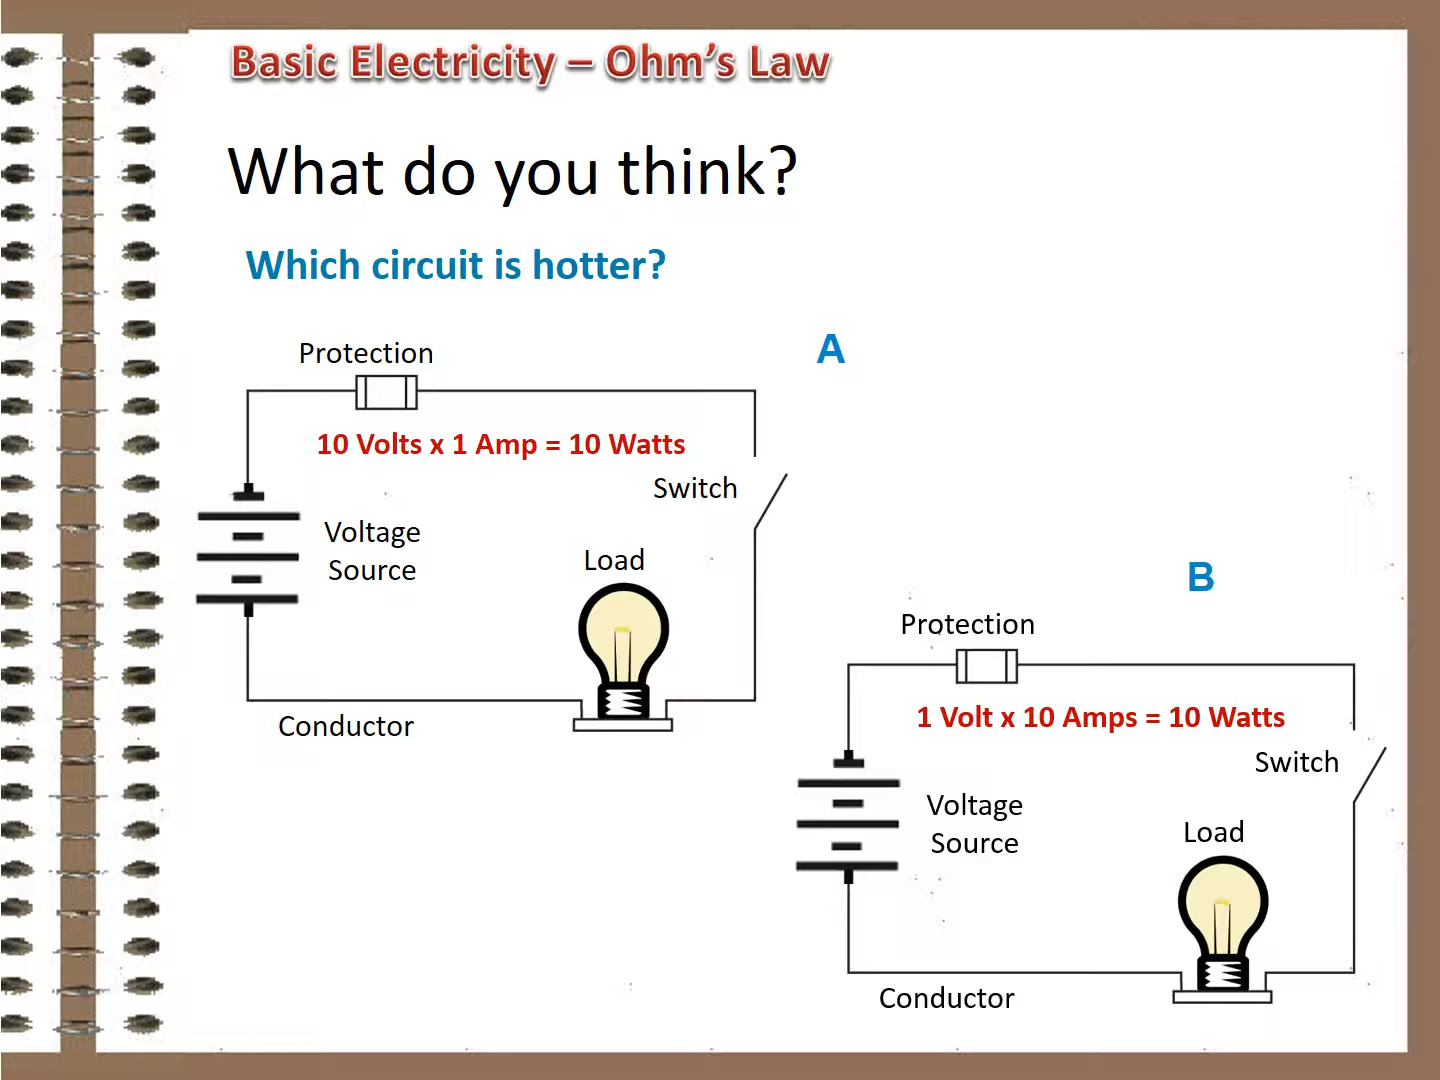 Basic Electricity – Ohm's Law
What do you think?
Which circuit is hotter?
A
Protection
10 Volts x 1 Amp = 10 Watts
Switch
Voltage
Source
Load
Conductor
B
Protection
1 Volt x 10 Amps = 10 Watts
Switch
Voltage
Source
Load
Conductor